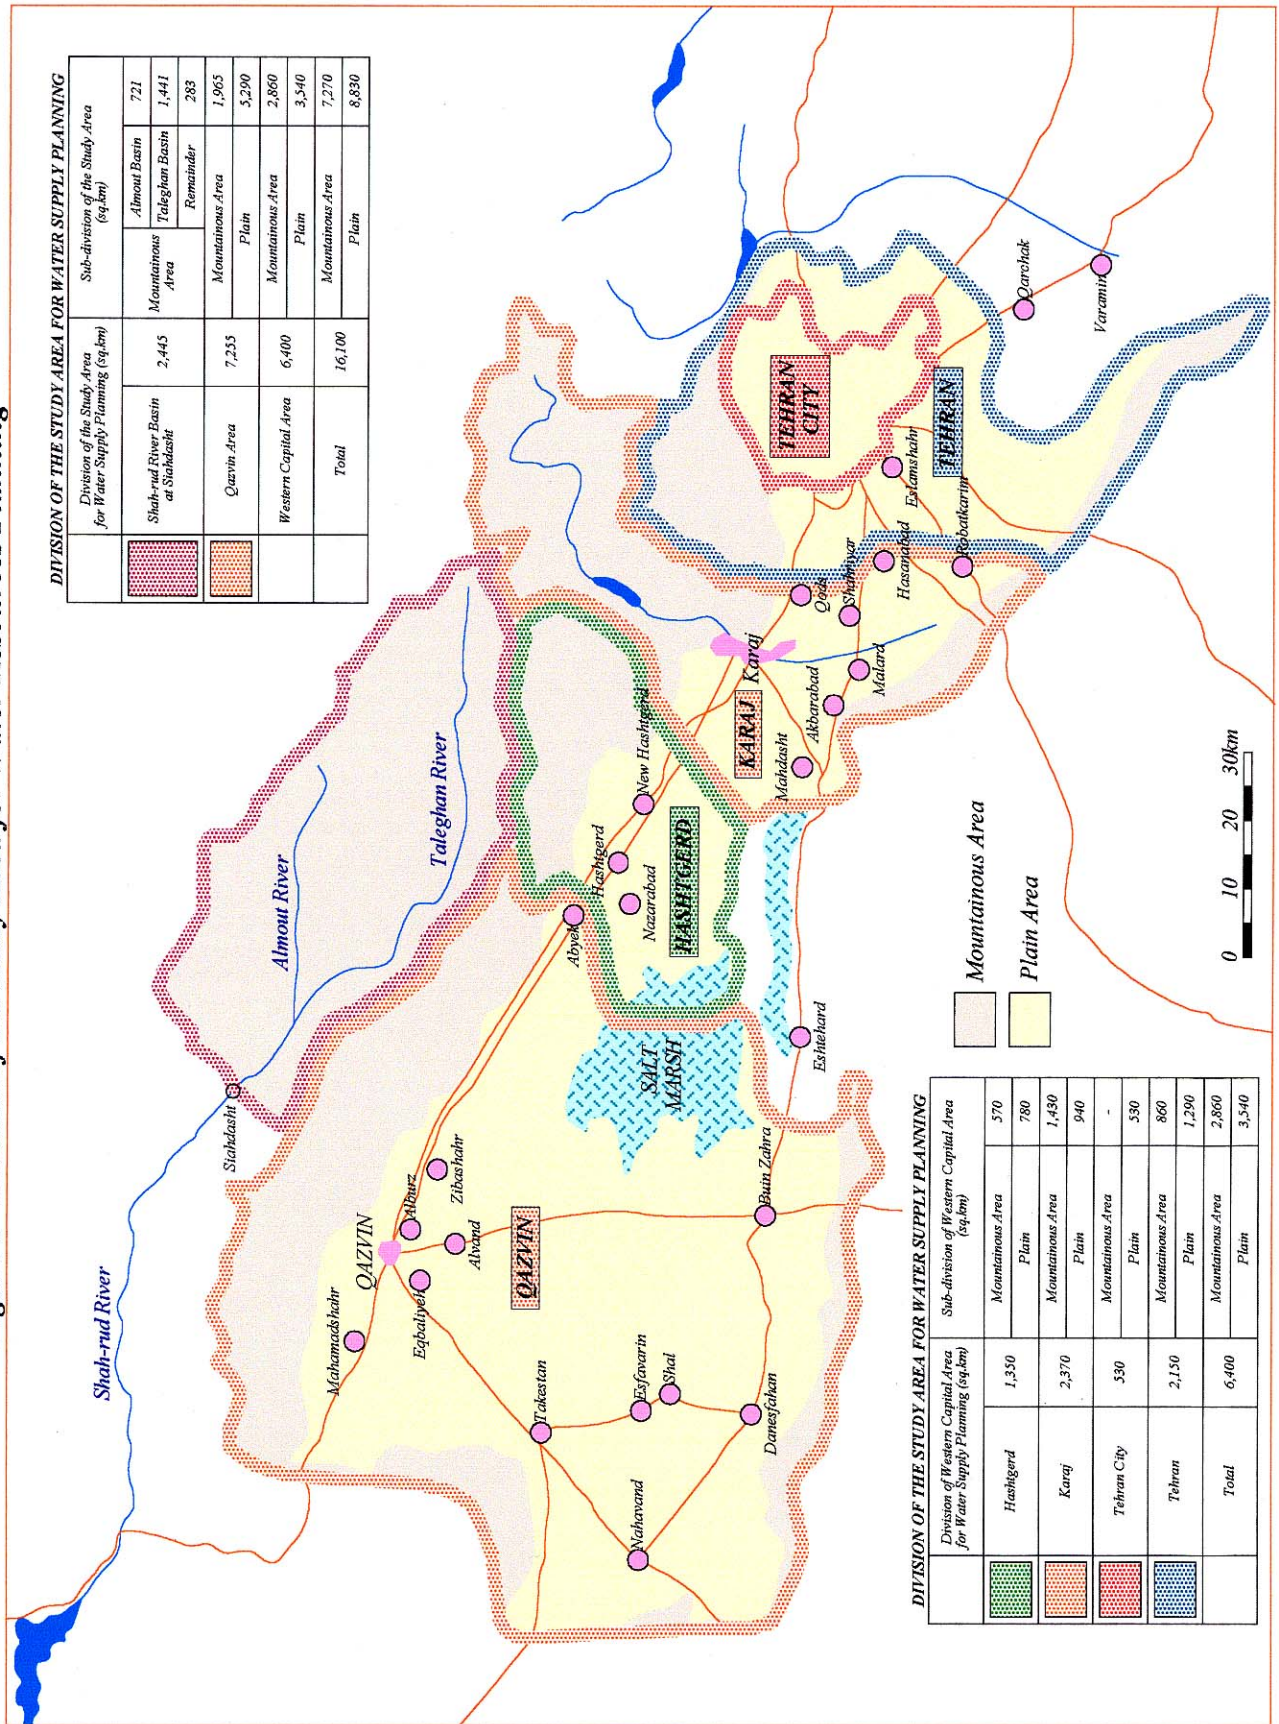 DIVISION OF THE STUDY AREA FOR WATER SUPPLY PLANNING
Division of the Study Area
for Water Supply Planning (sq.km)
Sub-division of the Study Area
(sq.km)
Shah-rud River Basin
at Siahdasht
2,445
Mountainous
Area
Almout Basin
721
Taleghan Basin
1,441
Remainder
283
Qazvin Area
7,255
Mountainous Area
1,965
Plain
5,290
Western Capital Area
6,400
Mountainous Area
2,860
Plain
3,540
Total
16,100
Mountainous Area
7,270
Plain
8,830
Shah-rud River
Siahdasht
Almout River
Taleghan River
Mahamadshahr
QAZVIN
Alburz
Zibashahr
Eqbaliyeh
Alvand
QAZVIN
Takestan
Esfavarin
Shal
Nahavand
Danesfahan
Buin Zahra
SALT
MARSH
Eshtehard
Abyek
Hashtgerd
Nazarabad
New Hashtgerd
HASHTGERD
KARAJ
Karaj
Mahdasht
Akbarabad
Malard
Qods
Shahriyar
Hasanabad
Robatkarim
Eslamshahr
TEHRAN
CITY
TEHRAN
Qarchak
Varamin
Mountainous Area
Plain Area
0
10
20
30km
DIVISION OF THE STUDY AREA FOR WATER SUPPLY PLANNING
Division of Western Capital Area
for Water Supply Planning (sq.km)
Sub-division of Western Capital Area
(sq.km)
Hashtgerd
1,350
Mountainous Area
570
Plain
780
Karaj
2,370
Mountainous Area
1,430
Plain
940
Tehran City
530
Mountainous Area
-
Plain
530
Tehran
2,150
Mountainous Area
860
Plain
1,290
Total
6,400
Mountainous Area
2,860
Plain
3,540